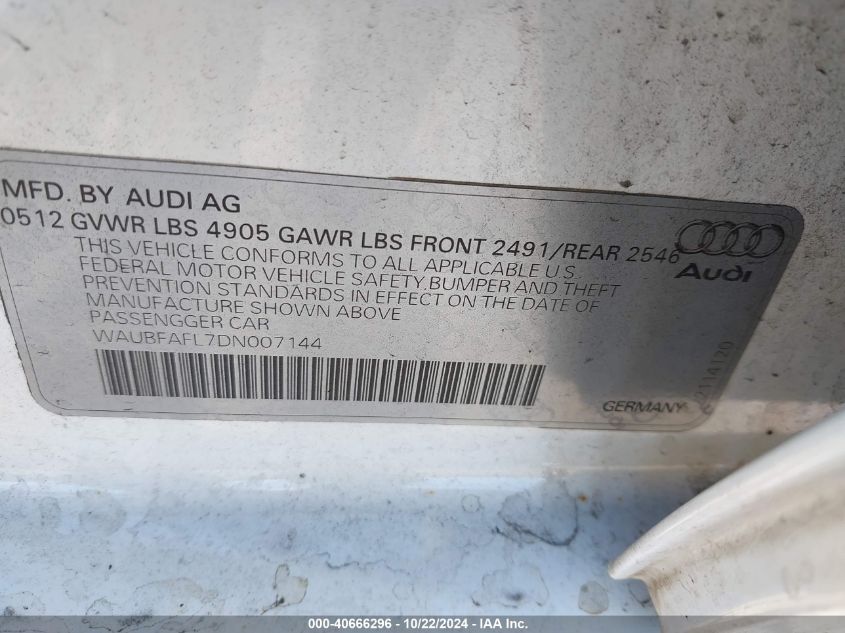 MFD. BY AUDI AG
0512 GVWR LBS 4905 GAWR LBS FRONT 2491/REAR 2546
THIS VEHICLE CONFORMS TO ALL APPLICABLE U.S.
FEDERAL MOTOR VEHICLE SAFETY,BUMPER AND THEFT
PREVENTION STANDARDS IN EFFECT ON THE DATE OF
MANUFACTURE SHOWN ABOVE
PASSENGGER CAR
WAUBFAFL7DN007144
Audi
GERMANY
000-40666296 - 10/22/2024 - IAA Inc.